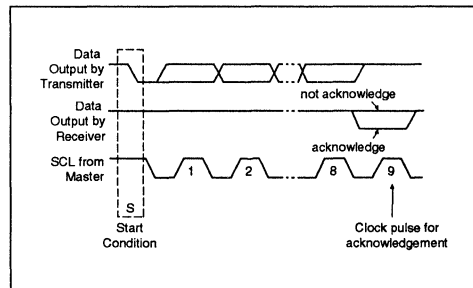 Data
Output by
Transmitter
not acknowledge
Data
Output by
Receiver
acknowledge
SCL from
Master
1
2
8
9
S
Start
Condition
Clock pulse for
acknowledgement